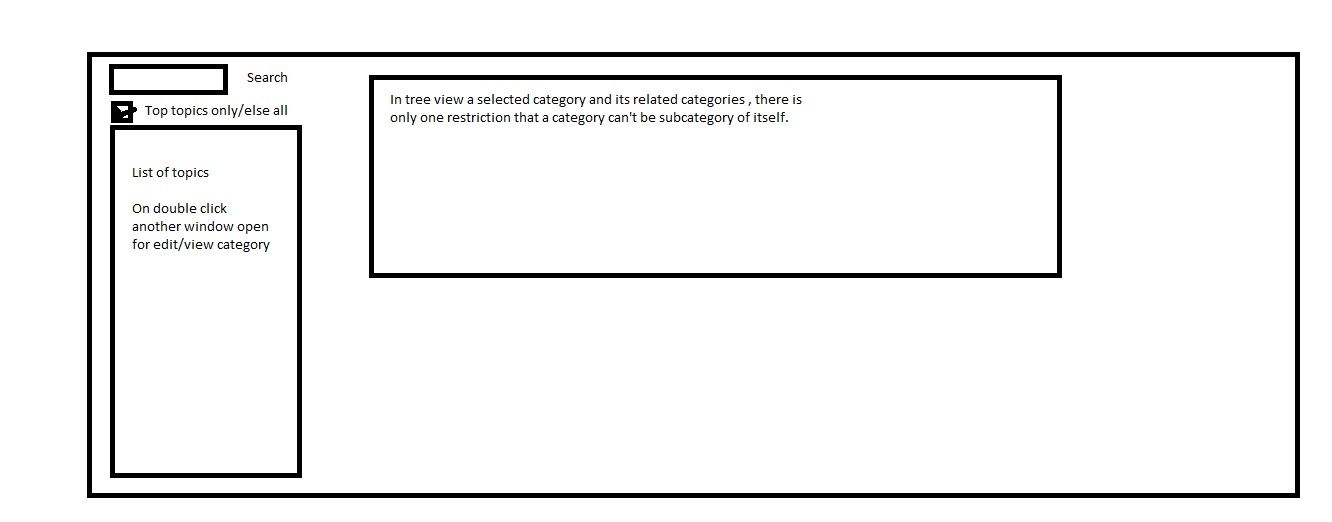 Search
Top topics only/else all
List of topics
On double click
another window open
for edit/view category
In tree view a selected category and its related categories , there is
only one restriction that a category can't be subcategory of itself.